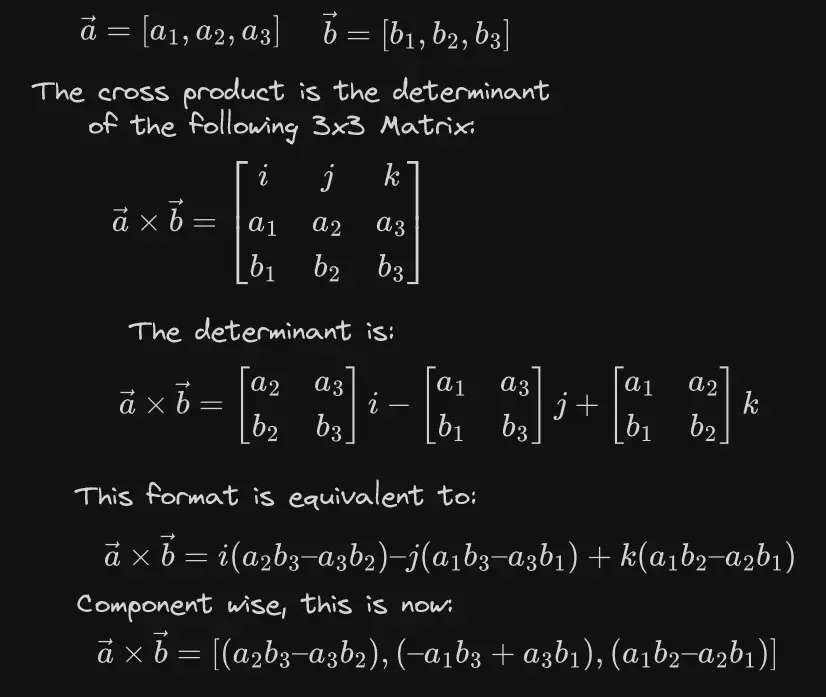 $\vec{a} = [a_1, a_2, a_3] \quad \vec{b} = [b_1, b_2, b_3]$
The cross product is the determinant
of the following 3x3 Matrix:
$\vec{a} \times \vec{b} = \begin{bmatrix} i & j & k \\ a_1 & a_2 & a_3 \\ b_1 & b_2 & b_3 \end{bmatrix}$
The determinant is:
$\vec{a} \times \vec{b} = \begin{bmatrix} a_2 & a_3 \\ b_2 & b_3 \end{bmatrix} i - \begin{bmatrix} a_1 & a_3 \\ b_1 & b_3 \end{bmatrix} j + \begin{bmatrix} a_1 & a_2 \\ b_1 & b_2 \end{bmatrix} k$
This format is equivalent to:
$\vec{a} \times \vec{b} = i(a_2b_3 – a_3b_2) – j(a_1b_3 – a_3b_1) + k(a_1b_2 – a_2b_1)$
Component wise, this is now:
$\vec{a} \times \vec{b} = [(a_2b_3 – a_3b_2), (–a_1b_3 + a_3b_1), (a_1b_2 – a_2b_1)]$